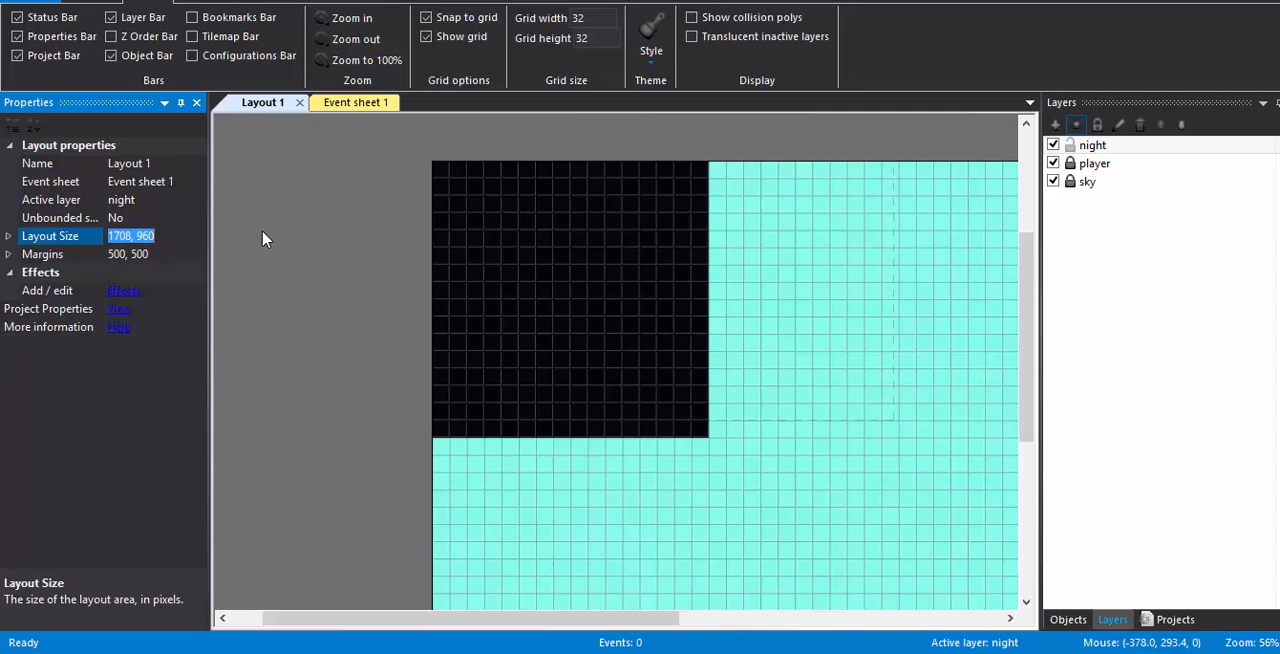 Status Bar Layer Bar Bookmarks Bar Zoom in Snap to grid Grid width 32 Show collision polys
Properties Bar Z Order Bar Tilemap Bar Zoom out Show grid Grid height 32 Translucent inactive layers
Project Bar Object Bar Configurations Bar Zoom to 100% Style
Bars Zoom Grid options Grid size Theme Display
Properties Layout 1 Event sheet 1 Layers
Layout properties
Name Layout 1
Event sheet Event sheet 1
Active layer night
Unbounded s... No
Layout Size 1708, 960
Margins 500, 500
Effects
Add / edit Effects
Project Properties View
More information Help
night
player
sky
Layout Size
The size of the layout area, in pixels.
Objects Layers Projects
Ready Events: 0 Active layer: night Mouse: (-378.0, 293.4, 0) Zoom: 56%